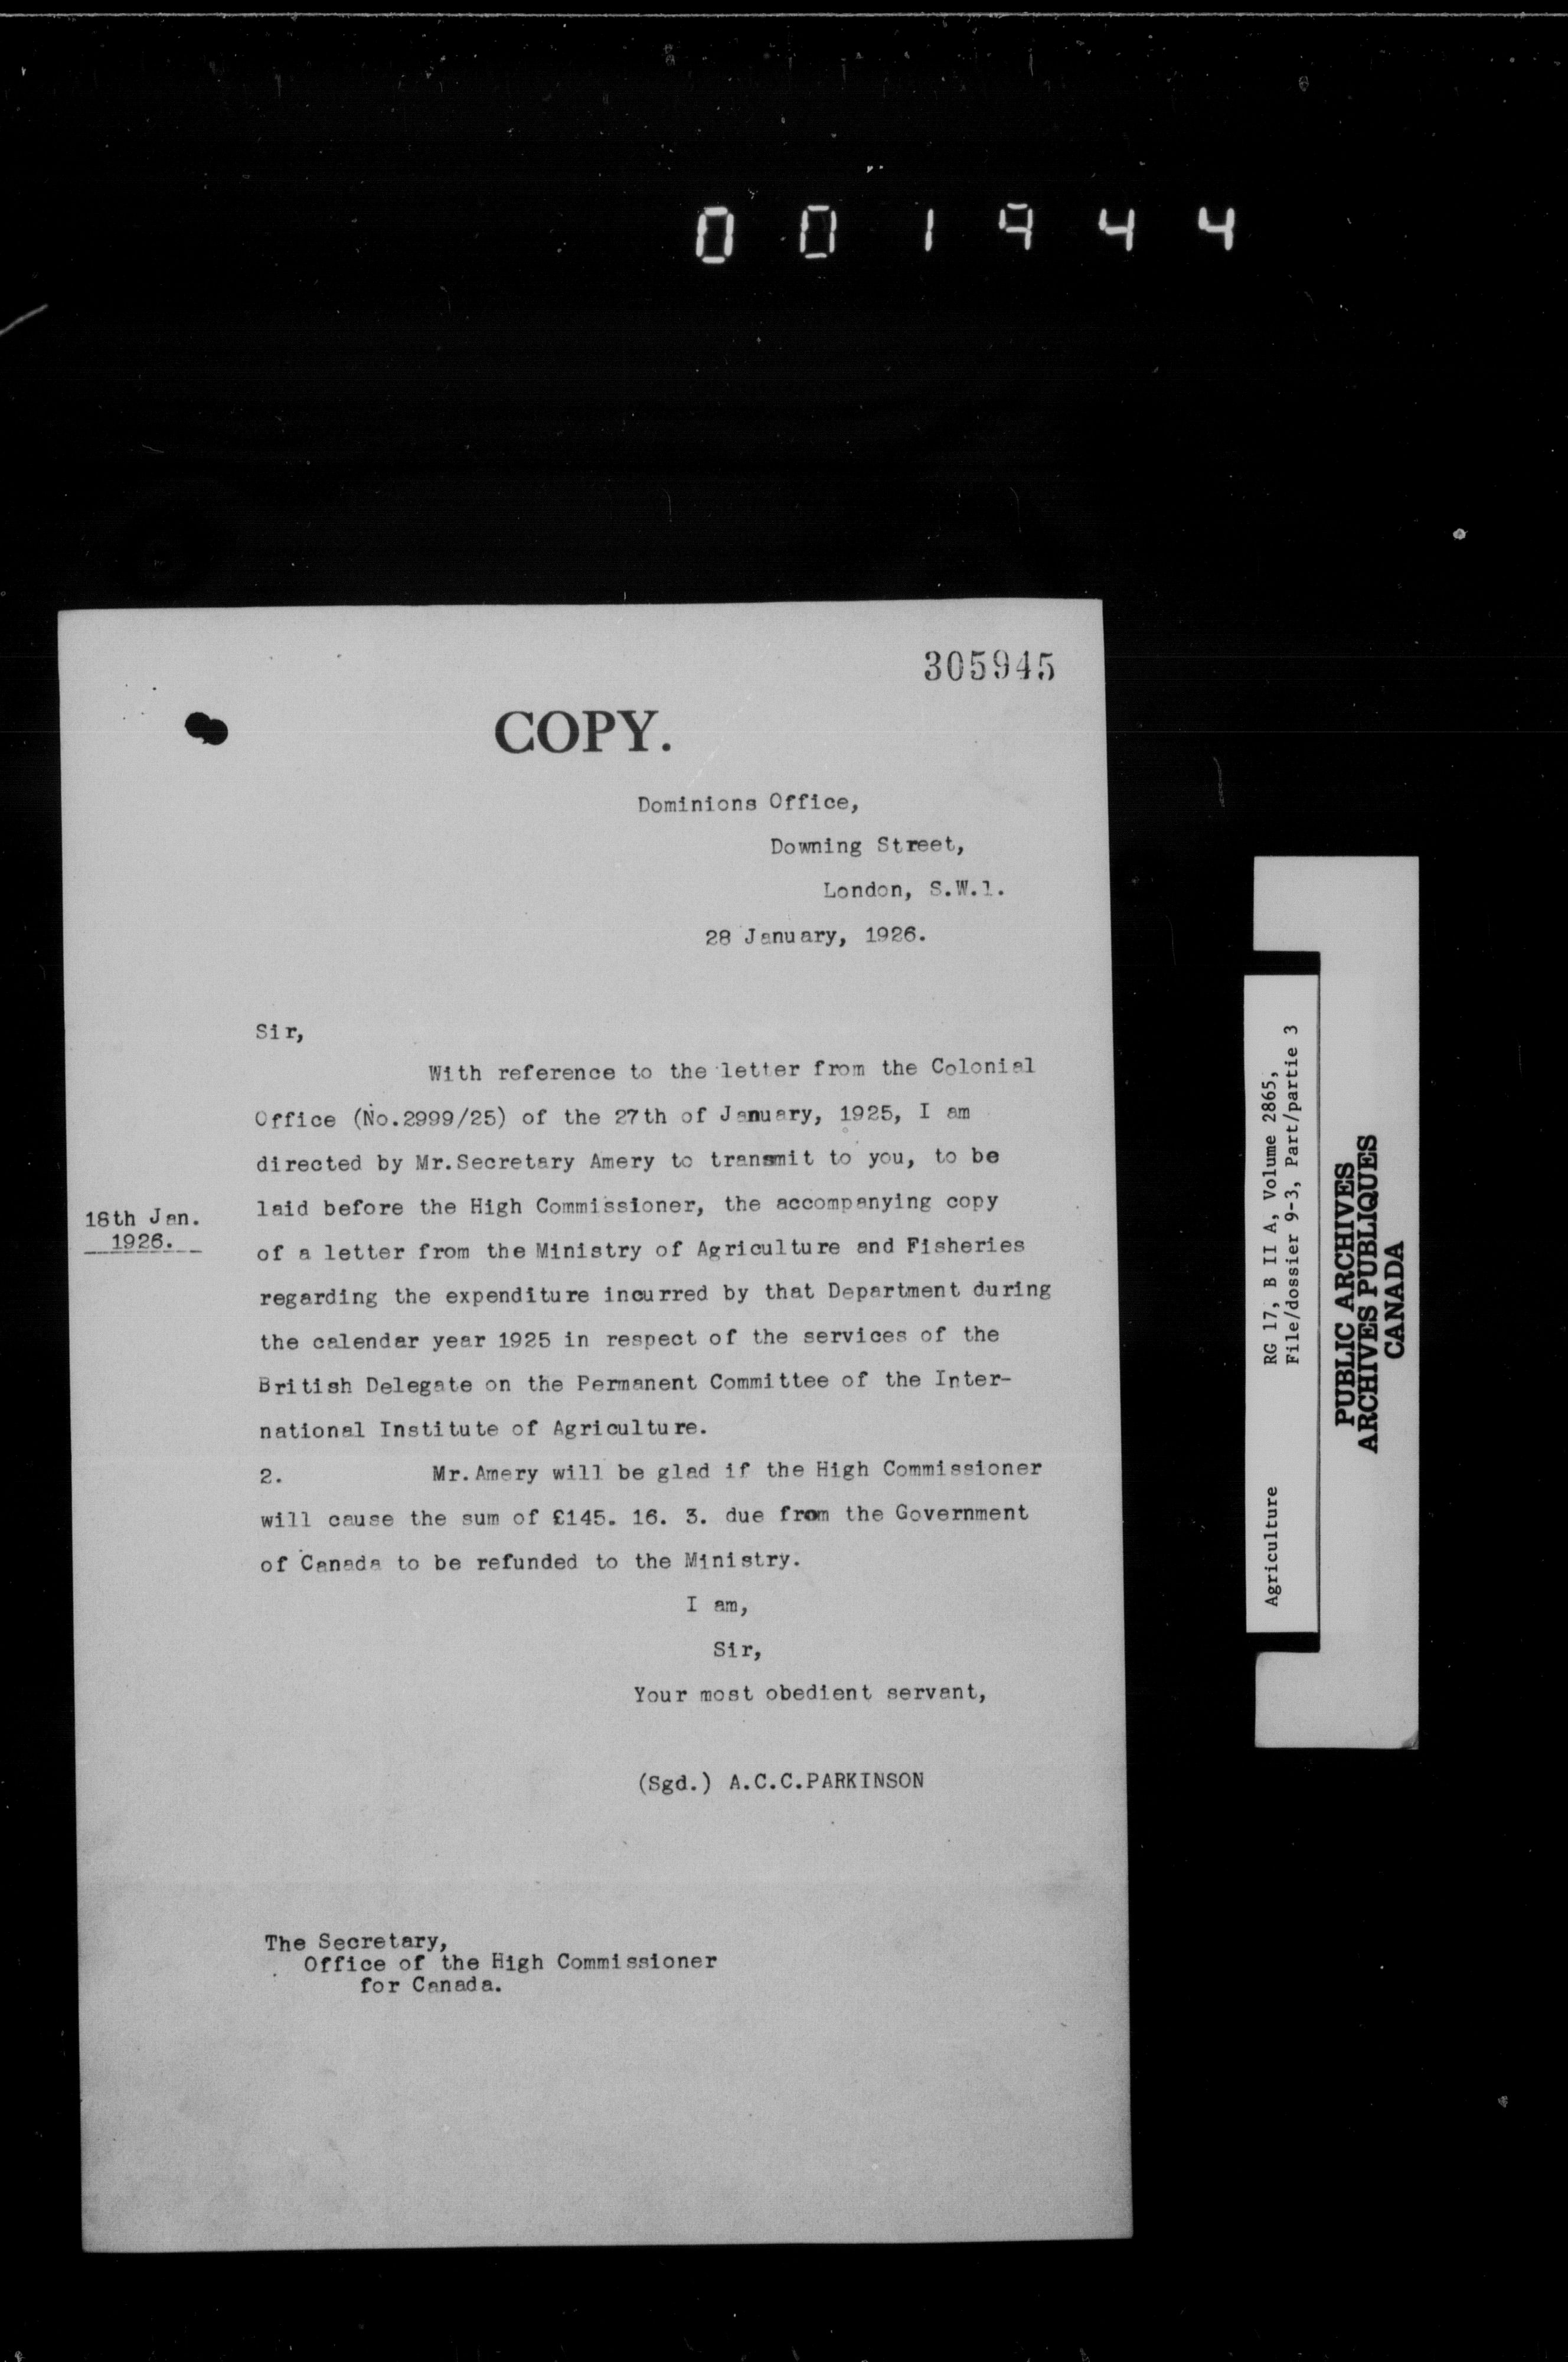 001944
305945
COPY.
Dominions Office,
Downing Street,
London, S.W.1.
28 January, 1926.
Sir,
With reference to the letter from the Colonial
Office (No.2999/25) of the 27th of January, 1925, I am
directed by Mr.Secretary Amery to transmit to you, to be
laid before the High Commissioner, the accompanying copy
18th Jan.
1926.
of a letter from the Ministry of Agriculture and Fisheries
regarding the expenditure incurred by that Department during
the calendar year 1925 in respect of the services of the
British Delegate on the Permanent Committee of the Inter-
national Institute of Agriculture.
2. Mr.Amery will be glad if the High Commissioner
will cause the sum of £145. 16. 3. due from the Government
of Canada to be refunded to the Ministry.
I am,
Sir,
Your most obedient servant,
(Sgd.) A.C.C.PARKINSON
The Secretary,
Office of the High Commissioner
for Canada.
Agriculture RG 17, B II A, Volume 2865,
File/dossier 9-3, Part/partie 3
PUBLIC ARCHIVES
ARCHIVES PUBLIQUES
CANADA